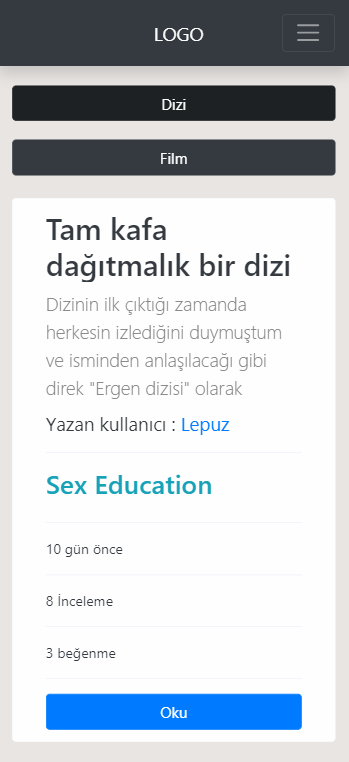 LOGO
Dizi
Film
Tam kafa
dağıtmalık bir dizi
Dizinin ilk çıktığı zamanda
herkesin izlediğini duymuştum
ve isminden anlaşılacağı gibi
direk "Ergen dizisi" olarak
Yazan kullanıcı : Lepuz
Sex Education
10 gün önce
8 İnceleme
3 beğenme
Oku